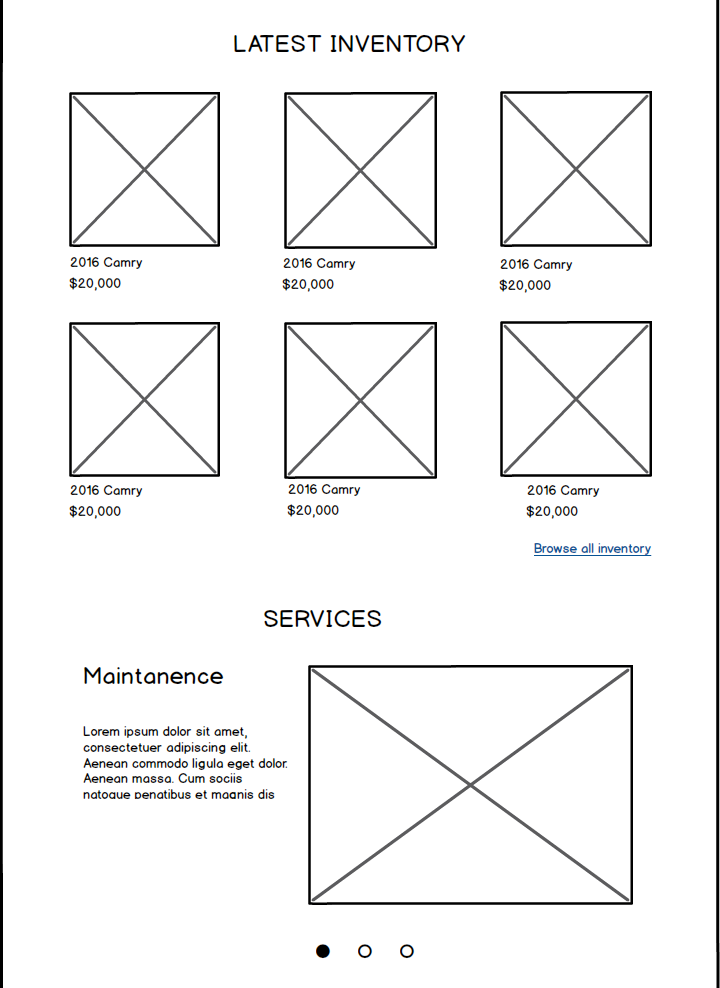 LATEST INVENTORY
2016 Camry
$20,000
2016 Camry
$20,000
2016 Camry
$20,000
2016 Camry
$20,000
2016 Camry
$20,000
2016 Camry
$20,000
Browse all inventory
SERVICES
Maintanence
Lorem ipsum dolor sit amet,
consectetuer adipiscing elit.
Aenean commodo ligula eget dolor.
Aenean massa. Cum sociis
natoque penatibus et magnis dis